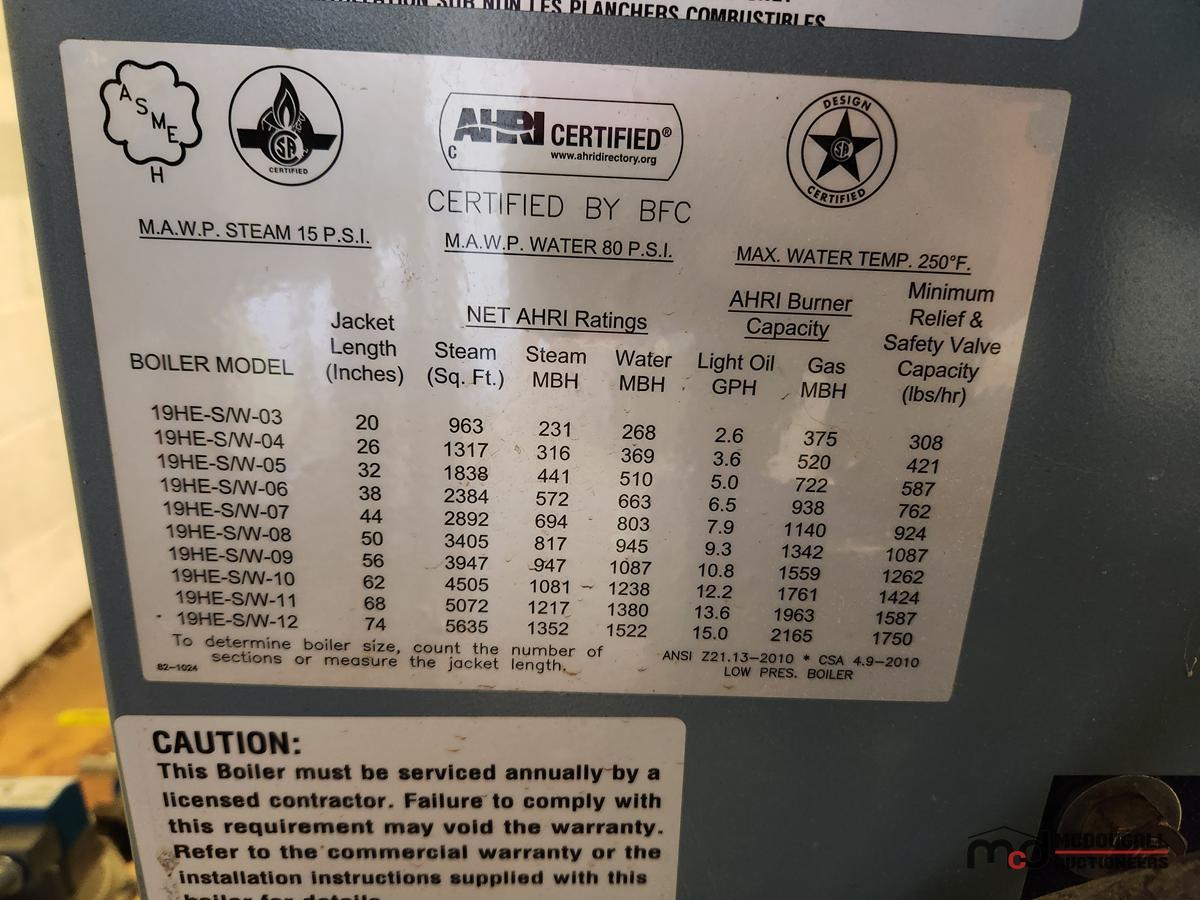 SUR NON LES PLANCHERS COMBUSTIBLES
ASME
H
CERTIFIED
AHRI CERTIFIED®
C
www.ahridirectory.org
DESIGN
CERTIFIED
CERTIFIED BY BFC
M.A.W.P. STEAM 15 P.S.I.
M.A.W.P. WATER 80 P.S.I.
MAX. WATER TEMP. 250°F.
BOILER MODEL
Jacket
Length
(Inches)
NET AHRI Ratings
Steam
(Sq. Ft.)
Steam
MBH
Water
MBH
AHRI Burner
Capacity
Light Oil
GPH
Gas
MBH
Minimum
Relief &
Safety Valve
Capacity
(lbs/hr)
19HE-S/W-03 20 963 231 268 2.6 375 308
19HE-S/W-04 26 1317 316 369 3.6 520 421
19HE-S/W-05 32 1838 441 510 5.0 722 587
19HE-S/W-06 38 2384 572 663 6.5 938 762
19HE-S/W-07 44 2892 694 803 7.9 1140 924
19HE-S/W-08 50 3405 817 945 9.3 1342 1087
19HE-S/W-09 56 3947 947 1087 10.8 1559 1262
19HE-S/W-10 62 4505 1081 1238 12.2 1761 1424
19HE-S/W-11 68 5072 1217 1380 13.6 1963 1587
19HE-S/W-12 74 5635 1352 1522 15.0 2165 1750
To determine boiler size, count the number of
sections or measure the jacket length.
82-1024
ANSI Z21.13-2010 * CSA 4.9-2010
LOW PRES. BOILER
CAUTION:
This Boiler must be serviced annually by a
licensed contractor. Failure to comply with
this requirement may void the warranty.
Refer to the commercial warranty or the
installation instructions supplied with this
boiler for details.
mcd MCDOUGALL
AUCTIONEERS